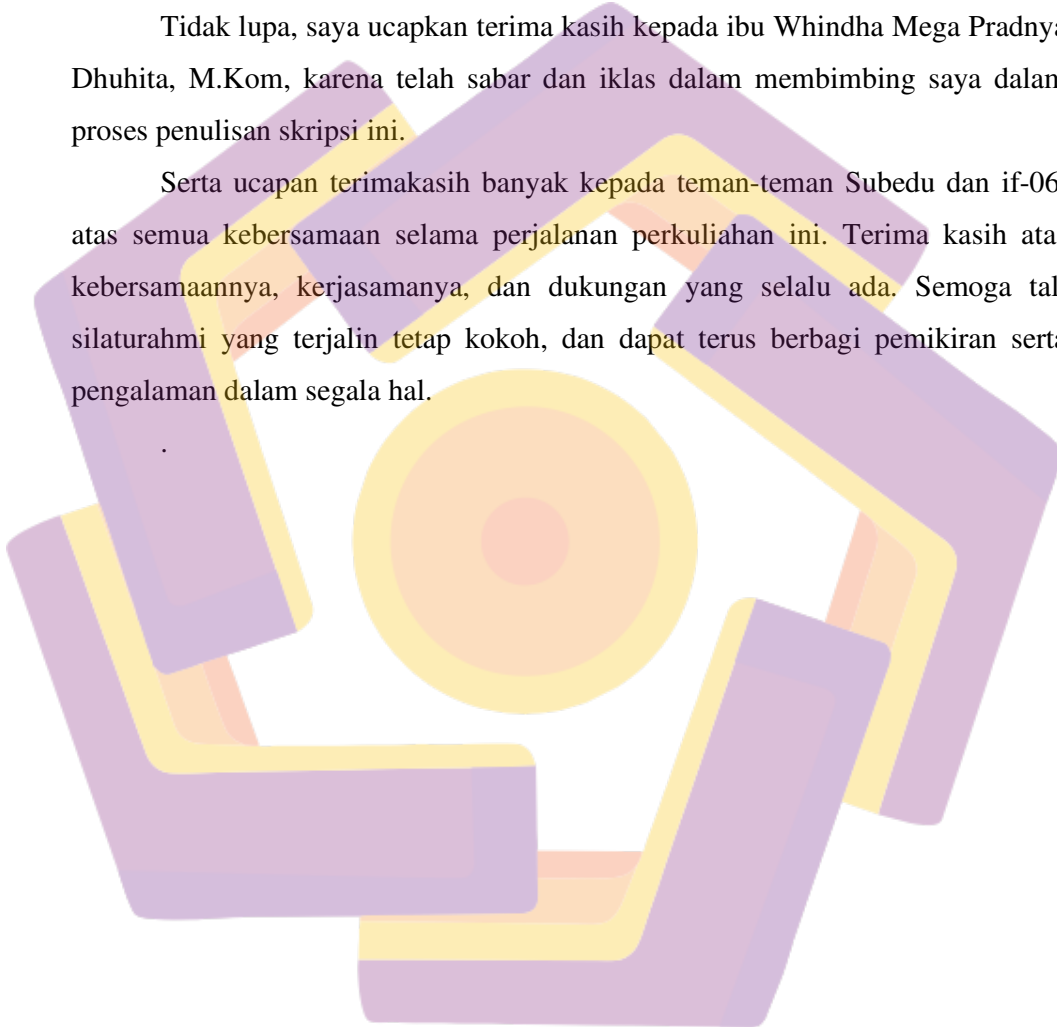 Tidak lupa, saya ucapkan terima kasih kepada ibu Whindha Mega Pradnya
Dhuhita, M.Kom, karena telah sabar dan iklas dalam membimbing saya dalam
proses penulisan skripsi ini.
Serta ucapan terimakasih banyak kepada teman-teman Subedu dan if-06
atas semua kebersamaan selama perjalanan perkuliahan ini. Terima kasih ata
kebersamaannya, kerjasamanya, dan dukungan yang selalu ada. Semoga tal
silaturahmi yang terjalin tetap kokoh, dan dapat terus berbagi pemikiran serta
pengalaman dalam segala hal.
.